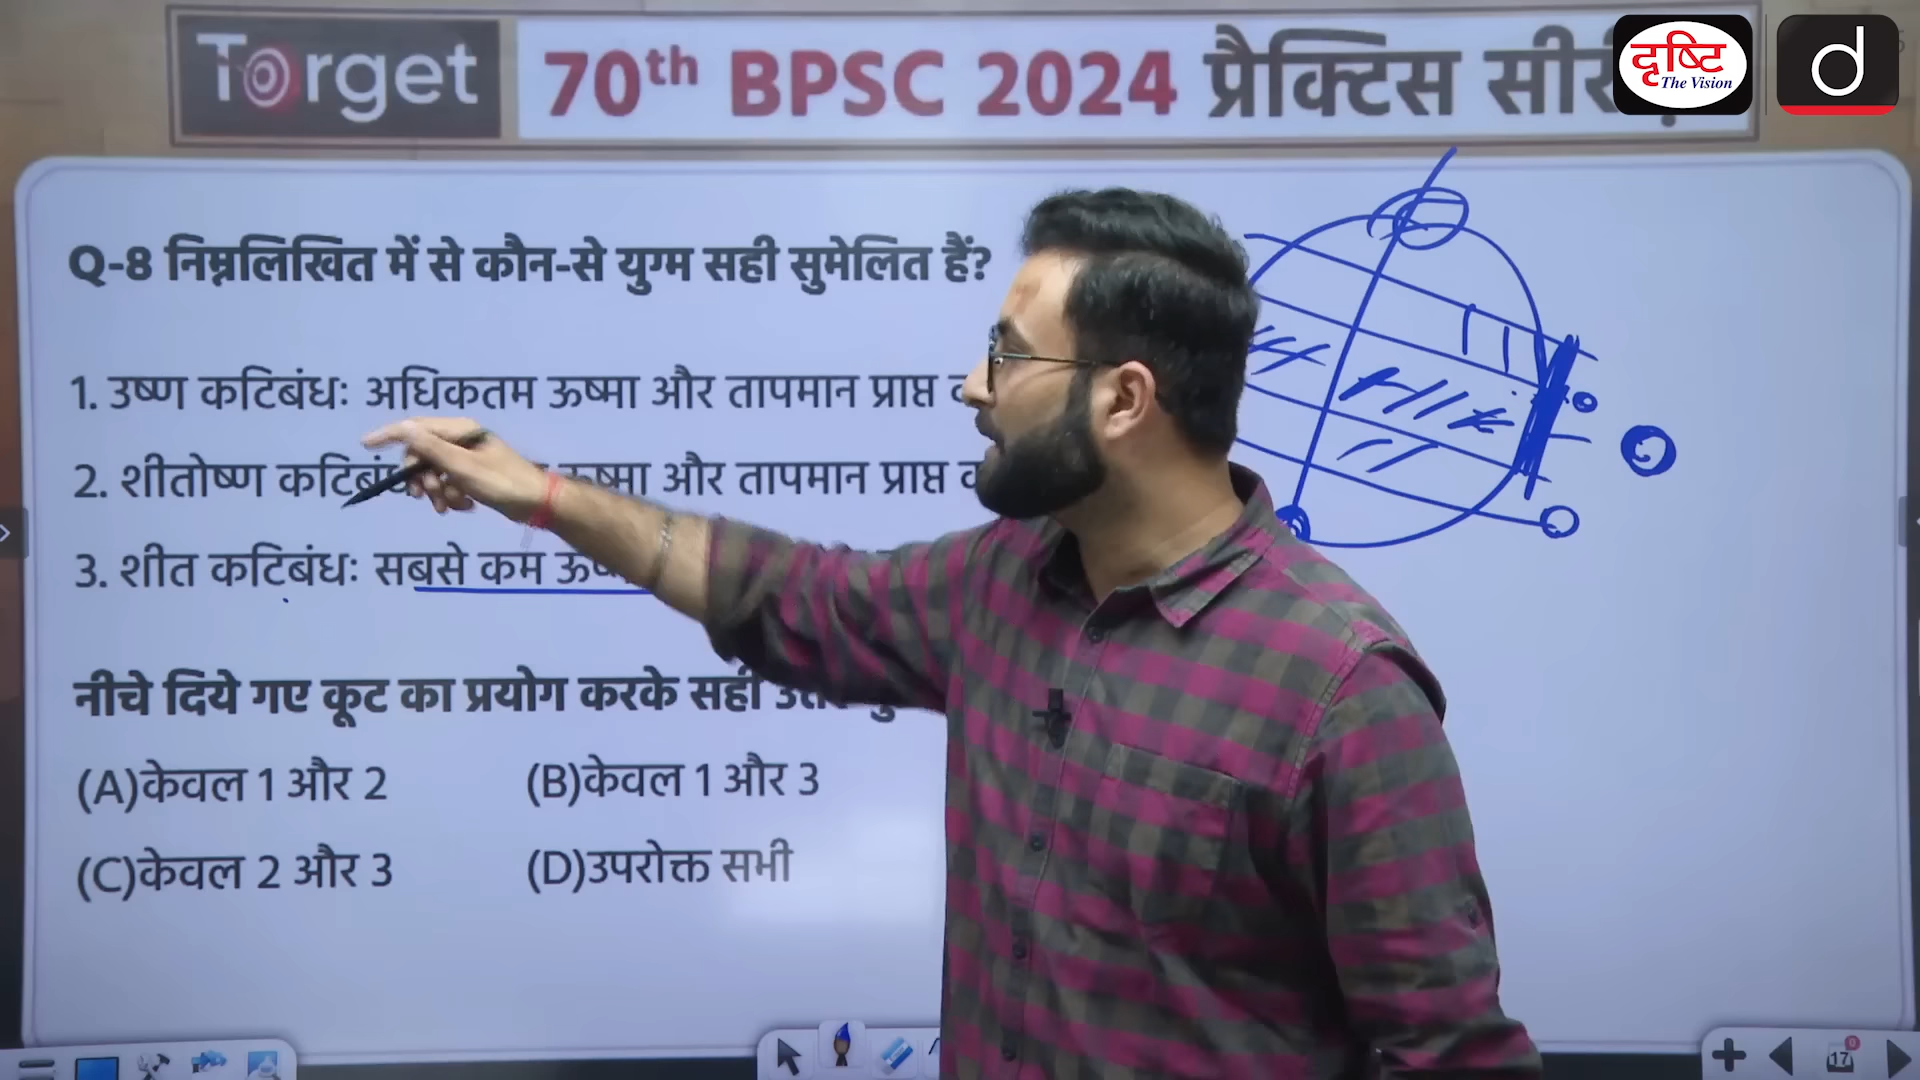 Target
70th BPSC 2024 प्रैक्टिस
दृष्टि
The Vision
d
Q-8 निम्नलिखित में से कौन-से युग्म सही सुमेलित हैं?
1. उष्ण कटिबंधः अधिकतम ऊष्मा और तापमान प्राप्त
2. शीतोष्ण ऊष्मा और तापमान प्राप्त
3. शीत कटिबंधः सबसे कम
नीचे दिये गए कूट का प्रयोग करके सही
(A)केवल 1 और 2
(B)केवल 1 और 3
(C)केवल 2 और 3
(D)उपरोक्त सभी
17